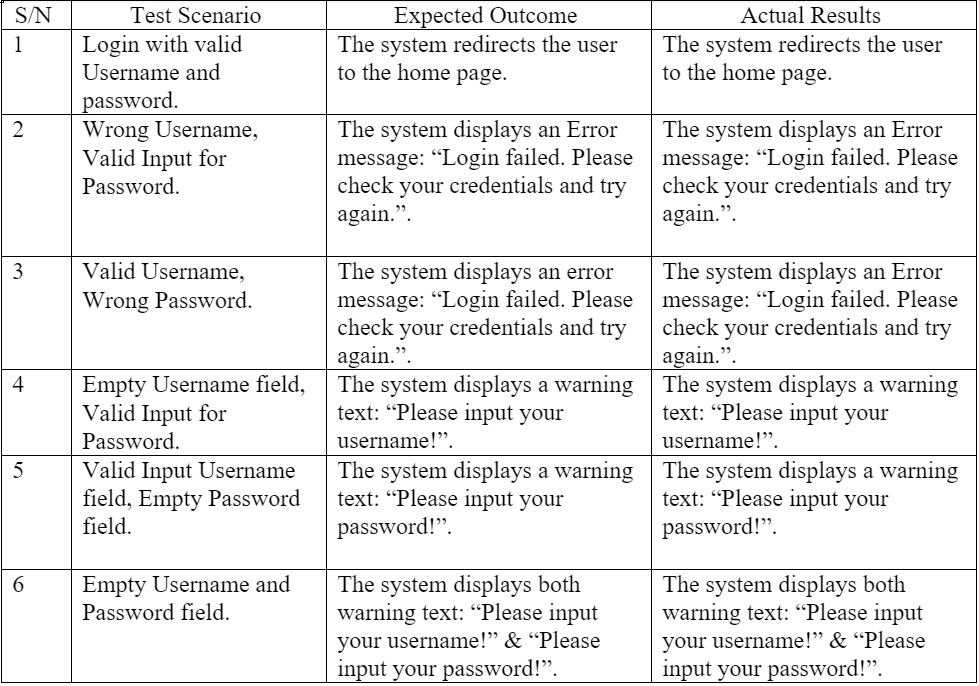 S/N Test Scenario Expected Outcome Actual Results
1 Login with valid The system redirects the user The system redirects the user
Username and to the home page. to the home page.
password.
2 Wrong Username, The system displays an Error The system displays an Error
Valid Input for message: “Login failed. Please message: “Login failed. Please
Password. check your credentials and try check your credentials and try
again.”. again.”.
3 Valid Username, The system displays an error The system displays an Error
Wrong Password. message: “Login failed. Please message: “Login failed. Please
check your credentials and try check your credentials and try
again.”. again.”.
4 Empty Username field, The system displays a warning The system displays a warning
Valid Input for text: “Please input your text: “Please input your
Password. username!”. username!”.
5 Valid Input Username The system displays a warning The system displays a warning
field, Empty Password text: “Please input your text: “Please input your
field. password!”. password!”.
6 Empty Username and The system displays both The system displays both
Password field. warning text: “Please input warning text: “Please input
your username!” & “Please your username!” & “Please
input your password!”. input your password!”.